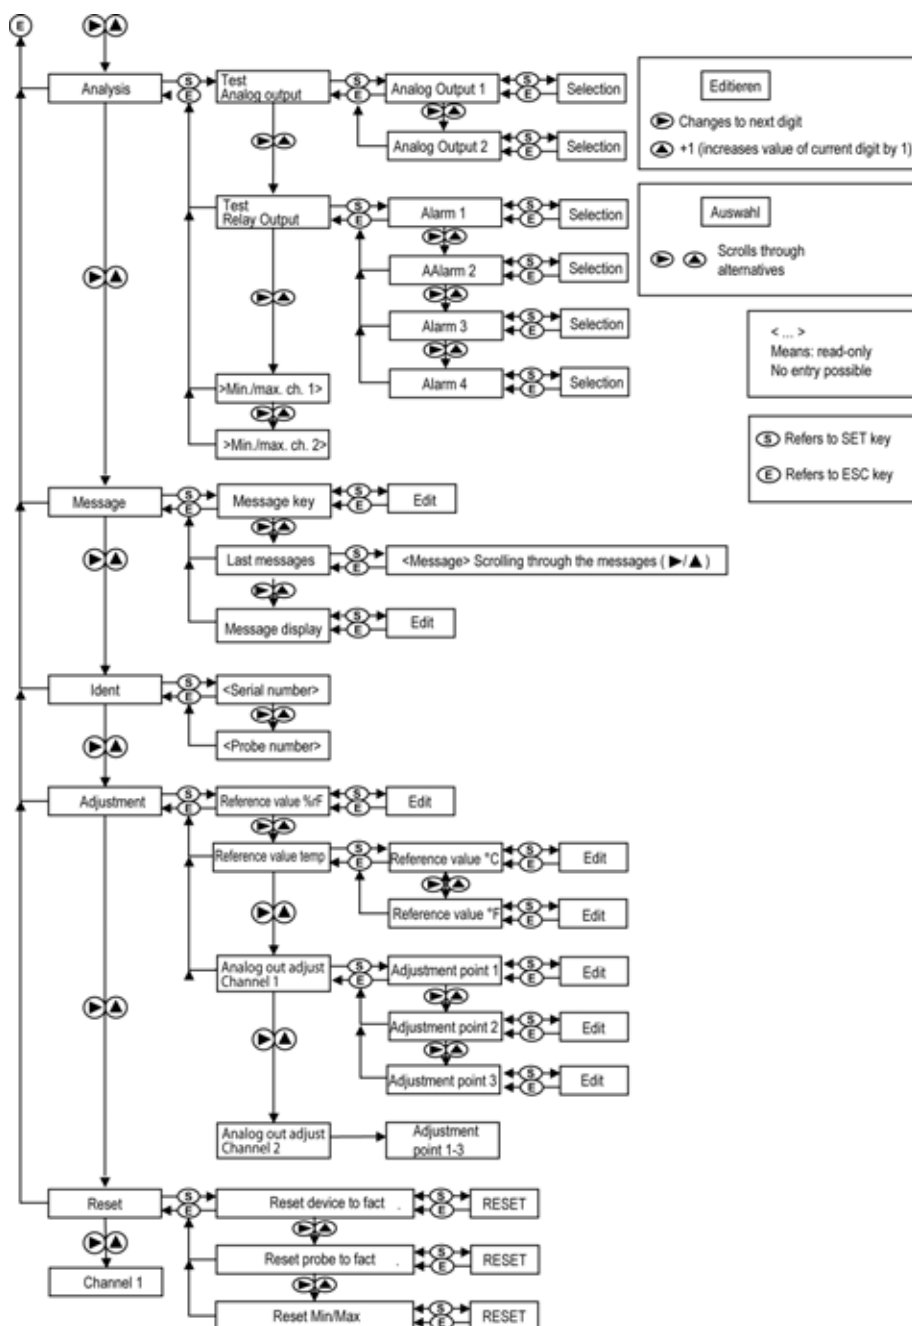 E
Analysis
S
E
Test
Analog output
S
E
Analog Output 1
S
E
Selection
Analog Output 2
S
E
Selection
Test
Relay Output
S
E
Alarm 1
S
E
Selection
AAlarm 2
S
E
Selection
Alarm 3
S
E
Selection
Alarm 4
S
E
Selection
>Min./max. ch. 1>
>Min./max. ch. 2>
Editieren
Changes to next digit
+1 (increases value of current digit by 1)
Auswahl
Scrolls through
alternatives
< ... >
Means: read-only
No entry possible
S Refers to SET key
E Refers to ESC key
Message
S
E
Message key
S
E
Edit
Last messages
S
E
<Message> Scrolling through the messages ( ▶/▲ )
Message display
S
E
Edit
Ident
S
E
<Serial number>
<Probe number>
Adjustment
S
E
Reference value %rF
S
E
Edit
Reference value temp
S
E
Reference value °C
S
E
Edit
Reference value °F
S
E
Edit
Analog out adjust
Channel 1
S
E
Adjustment point 1
S
E
Edit
Adjustment point 2
S
E
Edit
Adjustment point 3
S
E
Edit
Analog out adjust
Channel 2
Adjustment
point 1-3
Reset
S
E
Reset device to fact .
S
E
RESET
Reset probe to fact .
S
E
RESET
Reset Min/Max
S
E
RESET
Channel 1